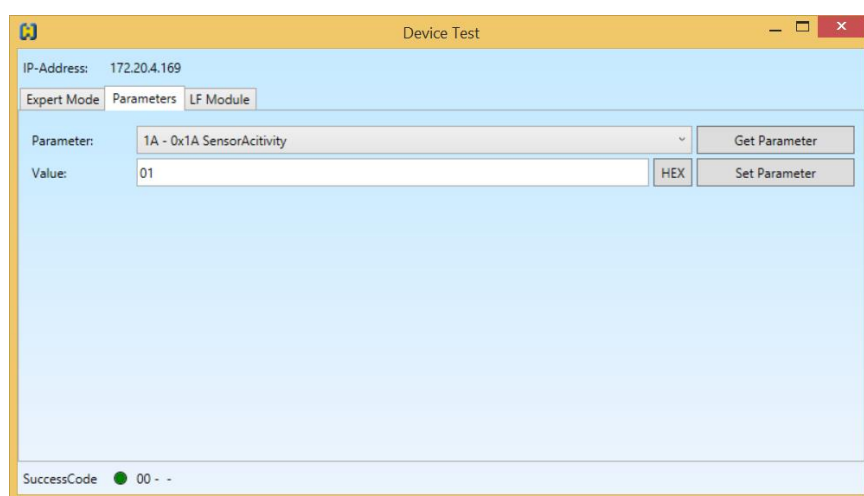 Device Test
IP-Address: 172.20.4.169
Expert Mode Parameters LF Module
Parameter: 1A - 0x1A SensorAcitivity Get Parameter
Value: 01 HEX Set Parameter
SuccessCode 00 - -